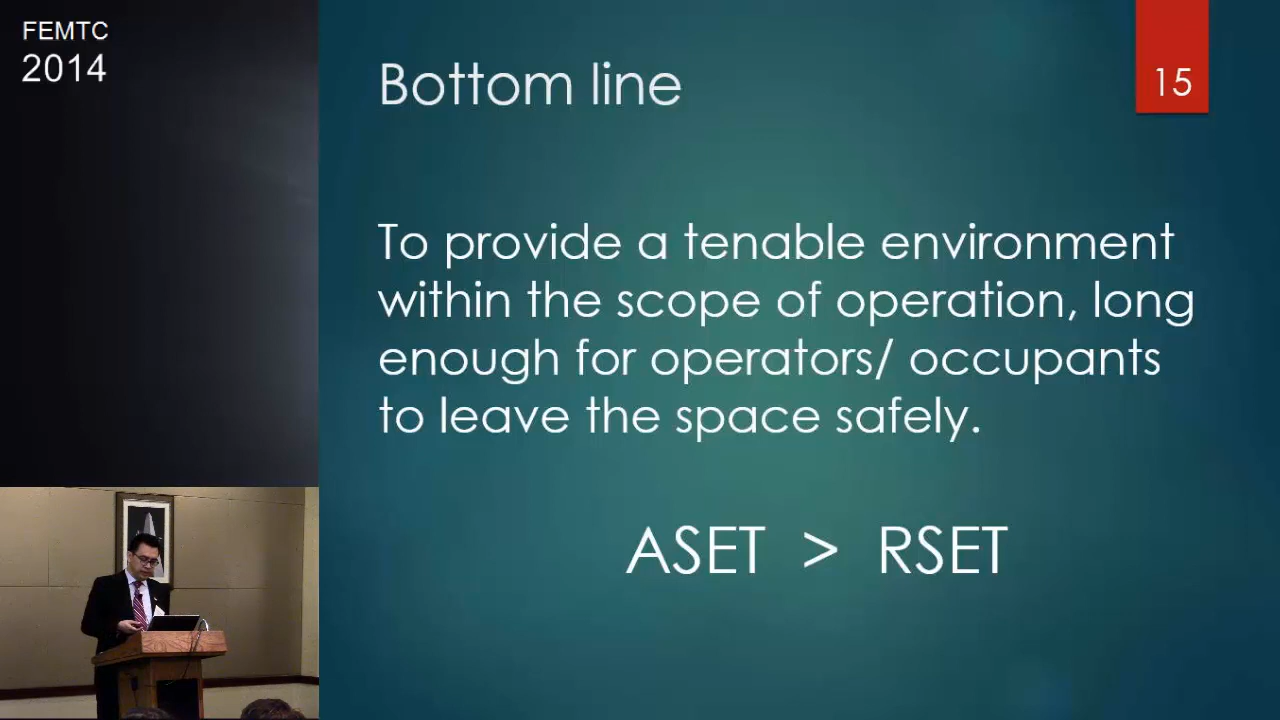 FEMTC
2014
Bottom line
15
To provide a tenable environment
within the scope of operation, long
enough for operators/ occupants
to leave the space safely.
ASET > RSET